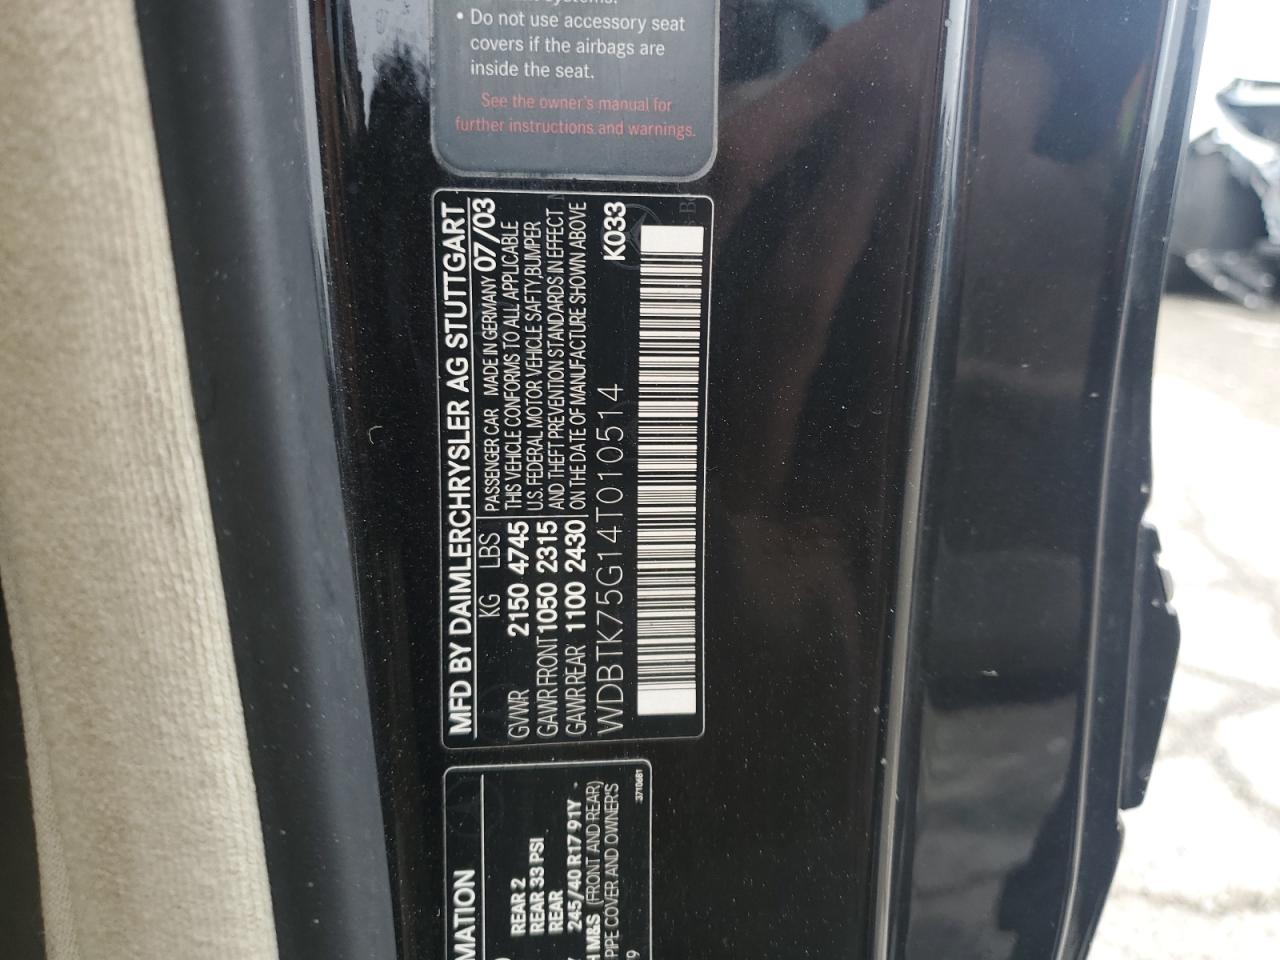 • Do not use accessory seat
covers if the airbags are
inside the seat.
See the owner's manual for
further instructions and warnings.
MFD BY DAIMLERCHRYSLER AG STUTTGART
KG LBS
GVWR 2150 4745
GAWR FRONT 1050 2315
GAWR REAR 1100 2430
PASSENGER CAR MADE IN GERMANY 07/03
THIS VEHICLE CONFORMS TO ALL APPLICABLE
U.S. FEDERAL MOTOR VEHICLE SAFTY,BUMPER
AND THEFT PREVENTION STANDARDS IN EFFECT
ON THE DATE OF MANUFACTURE SHOWN ABOVE
WDBTK75G14T010514 K033
MATION
REAR 2
REAR 33 PSI
REAR
245/40 R17 91Y
M&S (FRONT AND REAR)
PIPE COVER AND OWNER'S
3710681